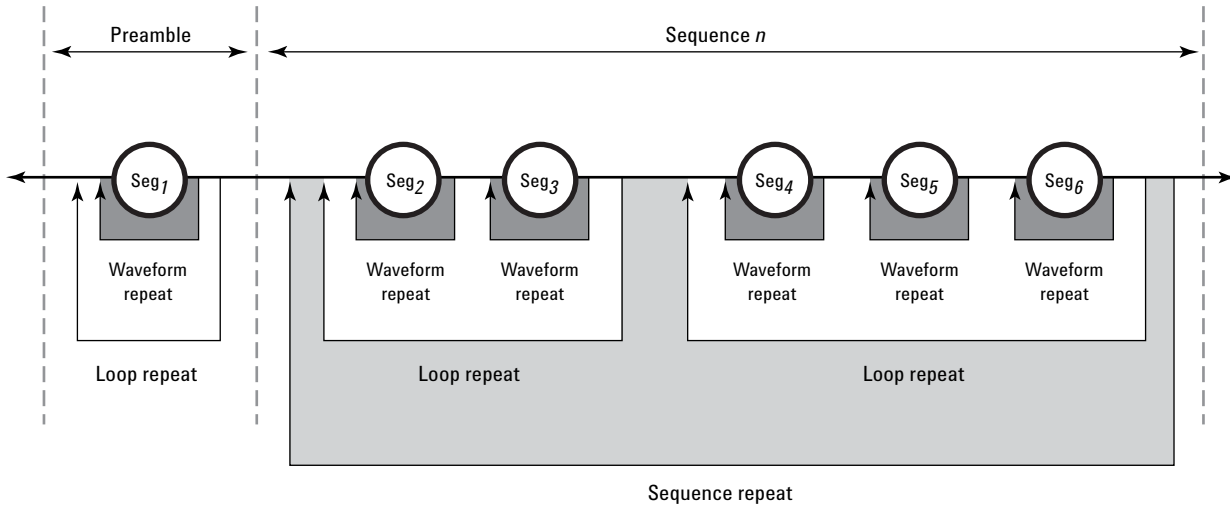 Preamble
Sequence n
Seg1
Seg2
Seg3
Seg4
Seg5
Seg6
Waveform
repeat
Waveform
repeat
Waveform
repeat
Waveform
repeat
Waveform
repeat
Waveform
repeat
Loop repeat
Loop repeat
Loop repeat
Sequence repeat